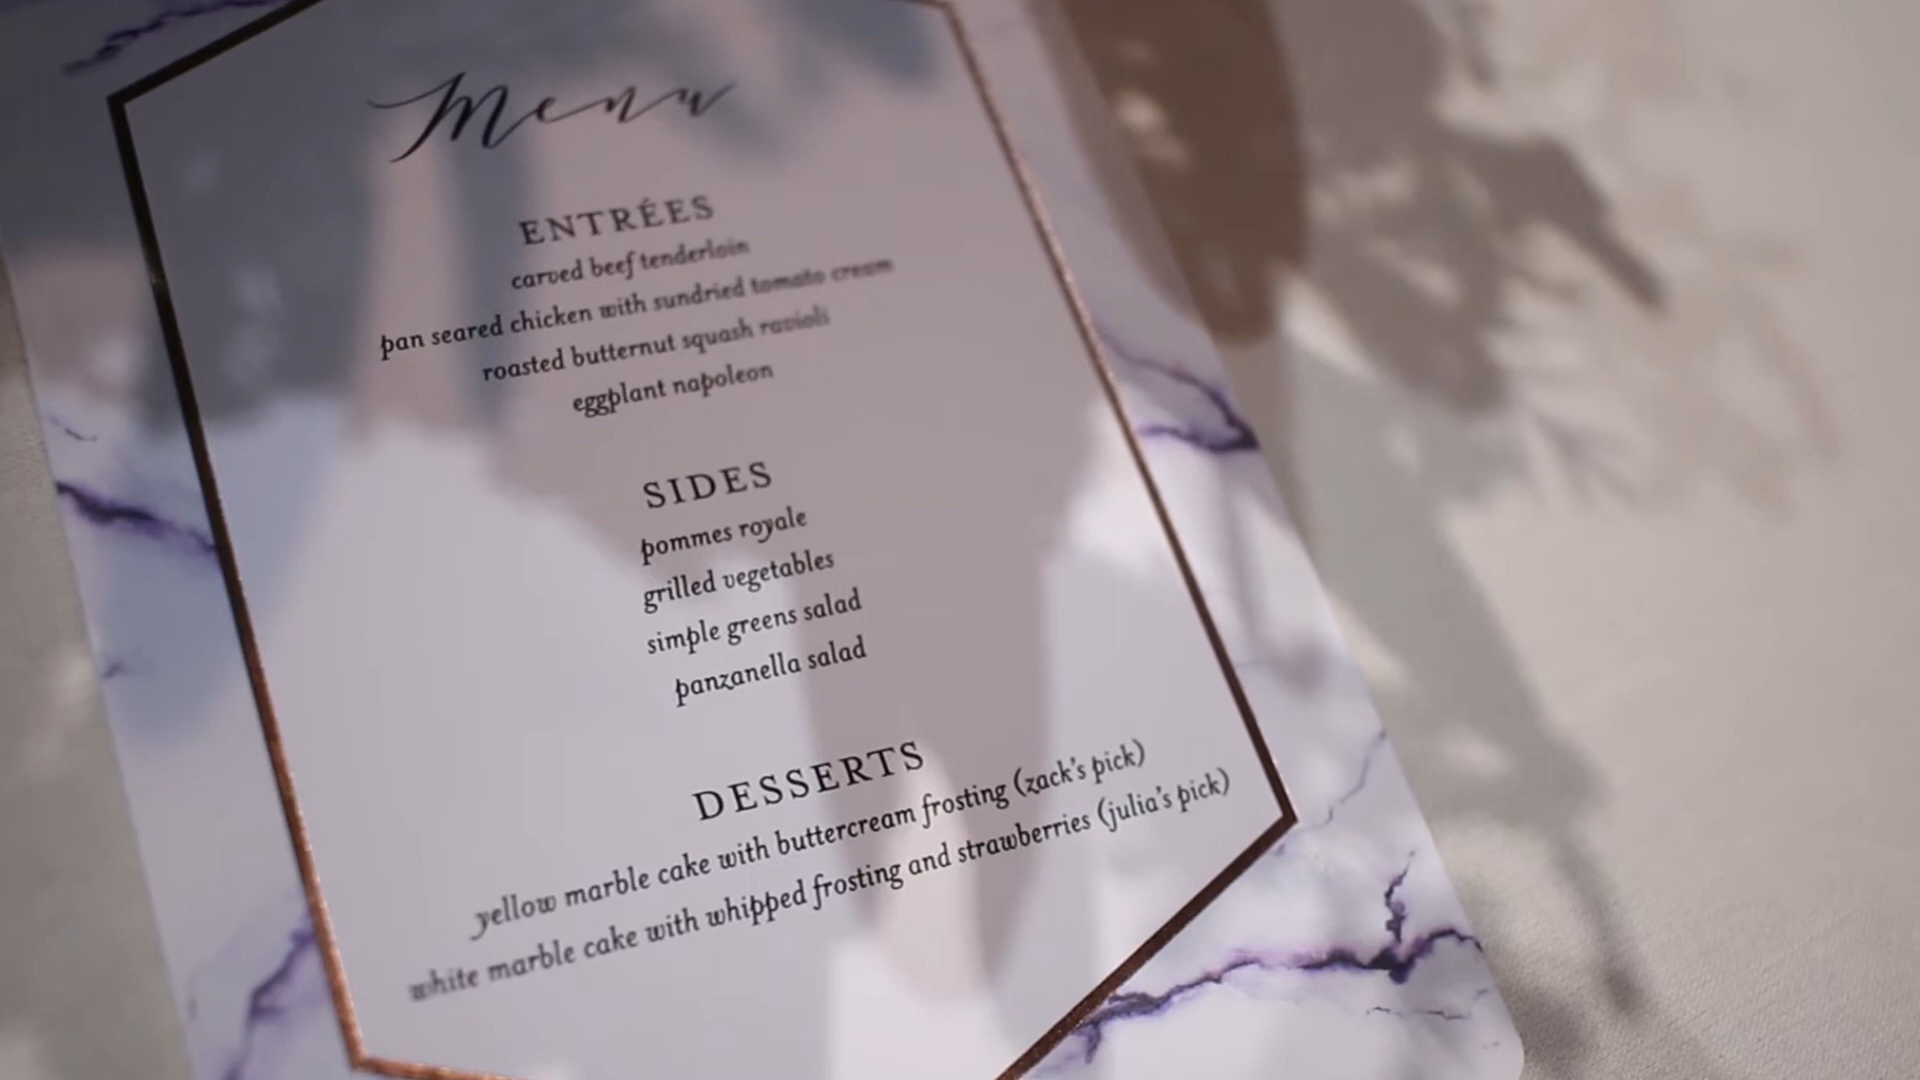 Menu
ENTRÉES
carved beef tenderloin
pan seared chicken with sundried tomato cream
roasted butternut squash ravioli
eggplant napoleon
SIDES
pommes royale
grilled vegetables
simple greens salad
panzanella salad
DESSERTS
yellow marble cake with buttercream frosting (zack's pick)
white marble cake with whipped frosting and strawberries (julia's pick)